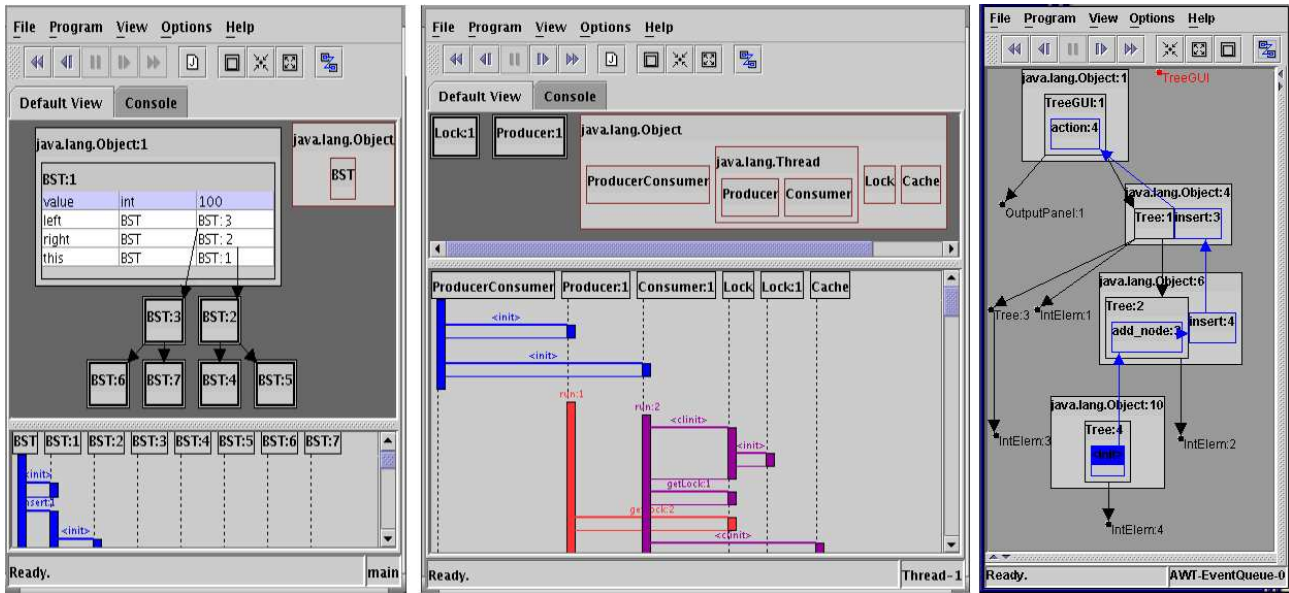 File Program View Options Help
Default View Console
java.lang.Object:1
java.lang.Object
BST
BST:1
value int 100
left BST BST:3
right BST BST:2
this BST BST:1
BST:3 BST:2
BST:6 BST:7 BST:4 BST:5
BST BST:1 BST:2 BST:3 BST:4 BST:5 BST:6 BST:7
<init>
<init>
Ready. main
File Program View Options Help
Default View Console
Lock:1 Producer:1 java.lang.Object
java.lang.Thread
ProducerConsumer Producer Consumer Lock Cache
ProducerConsumer Producer:1 Consumer:1 Lock Lock:1 Cache
<init>
<init>
run:1
run:2
<clinit>
<init>
getLock:1
getLock:2
<clinit>
Ready. Thread-1
File Program View Options Help
java.lang.Object:1 TreeGUI
TreeGUI:1
action:4
java.lang.Object:4
OutputPanel:1
Tree:1 insert:3
java.lang.Object:6
Tree:2
Tree:3 IntElem:1 insert:4
add_node:3
java.lang.Object:10
Tree:4
IntElem:3 IntElem:2
<init>
IntElem:4
Ready. AWT-EventQueue-0